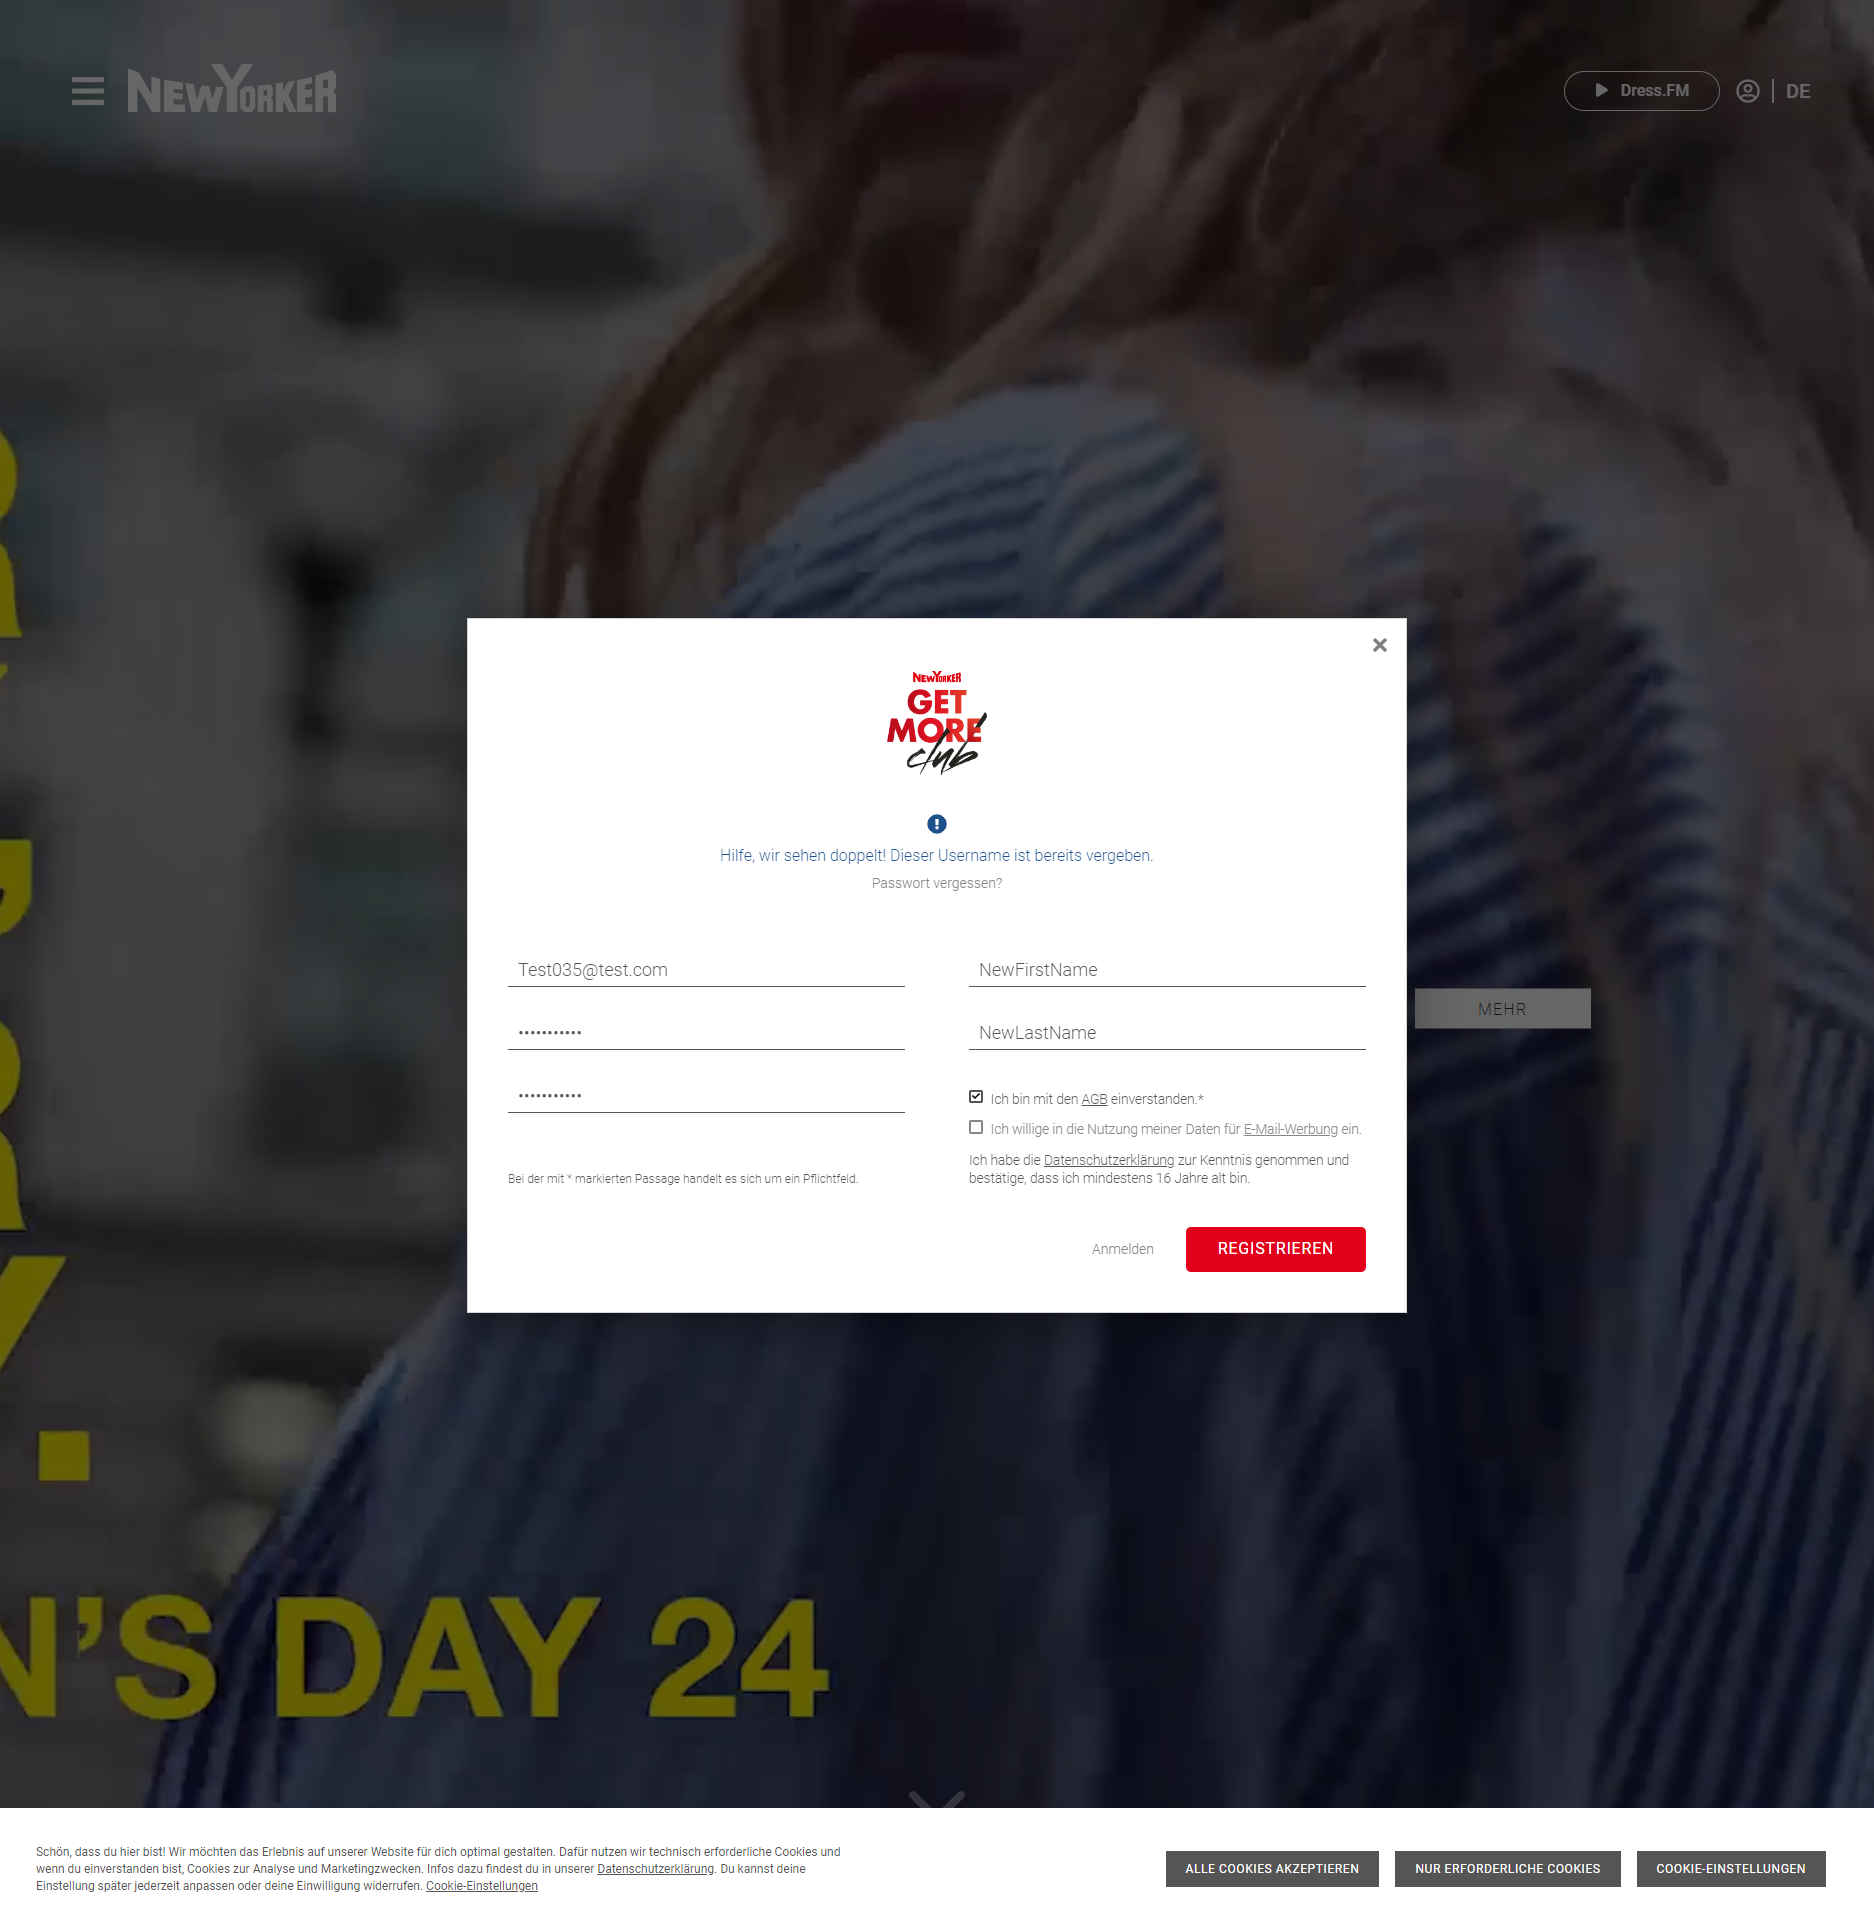 NEWYORKER
Dress.FM
DE
NEWYORKER
GET
MORE
club
Hilfe, wir sehen doppelt! Dieser Username ist bereits vergeben.
Passwort vergessen?
Test035@test.com
NewFirstName
NewLastName
MEHR
Ich bin mit den AGB einverstanden.*
Ich willige in die Nutzung meiner Daten für E-Mail-Werbung ein.
Ich habe die Datenschutzerklärung zur Kenntnis genommen und
bestätige, dass ich mindestens 16 Jahre alt bin.
Bei der mit * markierten Passage handelt es sich um ein Pflichtfeld.
Anmelden
REGISTRIEREN
N'S DAY 24
Schön, dass du hier bist! Wir möchten das Erlebnis auf unserer Website für dich optimal gestalten. Dafür nutzen wir technisch erforderliche Cookies und
wenn du einverstanden bist, Cookies zur Analyse und Marketingzwecken. Infos dazu findest du in unserer Datenschutzerklärung. Du kannst deine
Einstellung später jederzeit anpassen oder deine Einwilligung widerrufen. Cookie-Einstellungen
ALLE COOKIES AKZEPTIEREN
NUR ERFORDERLICHE COOKIES
COOKIE-EINSTELLUNGEN